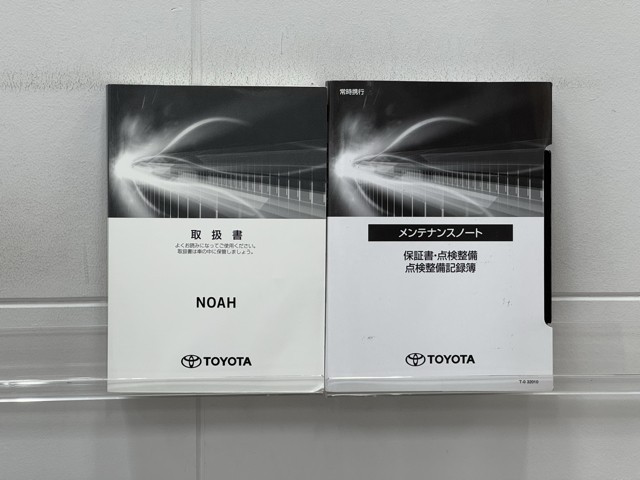 取扱書
よくお読みになってご使用ください。
取扱書は車の中に保管しましょう。
NOAH
TOYOTA
常時携行
メンテナンスノート
保証書・点検整備
点検整備記録簿
TOYOTA